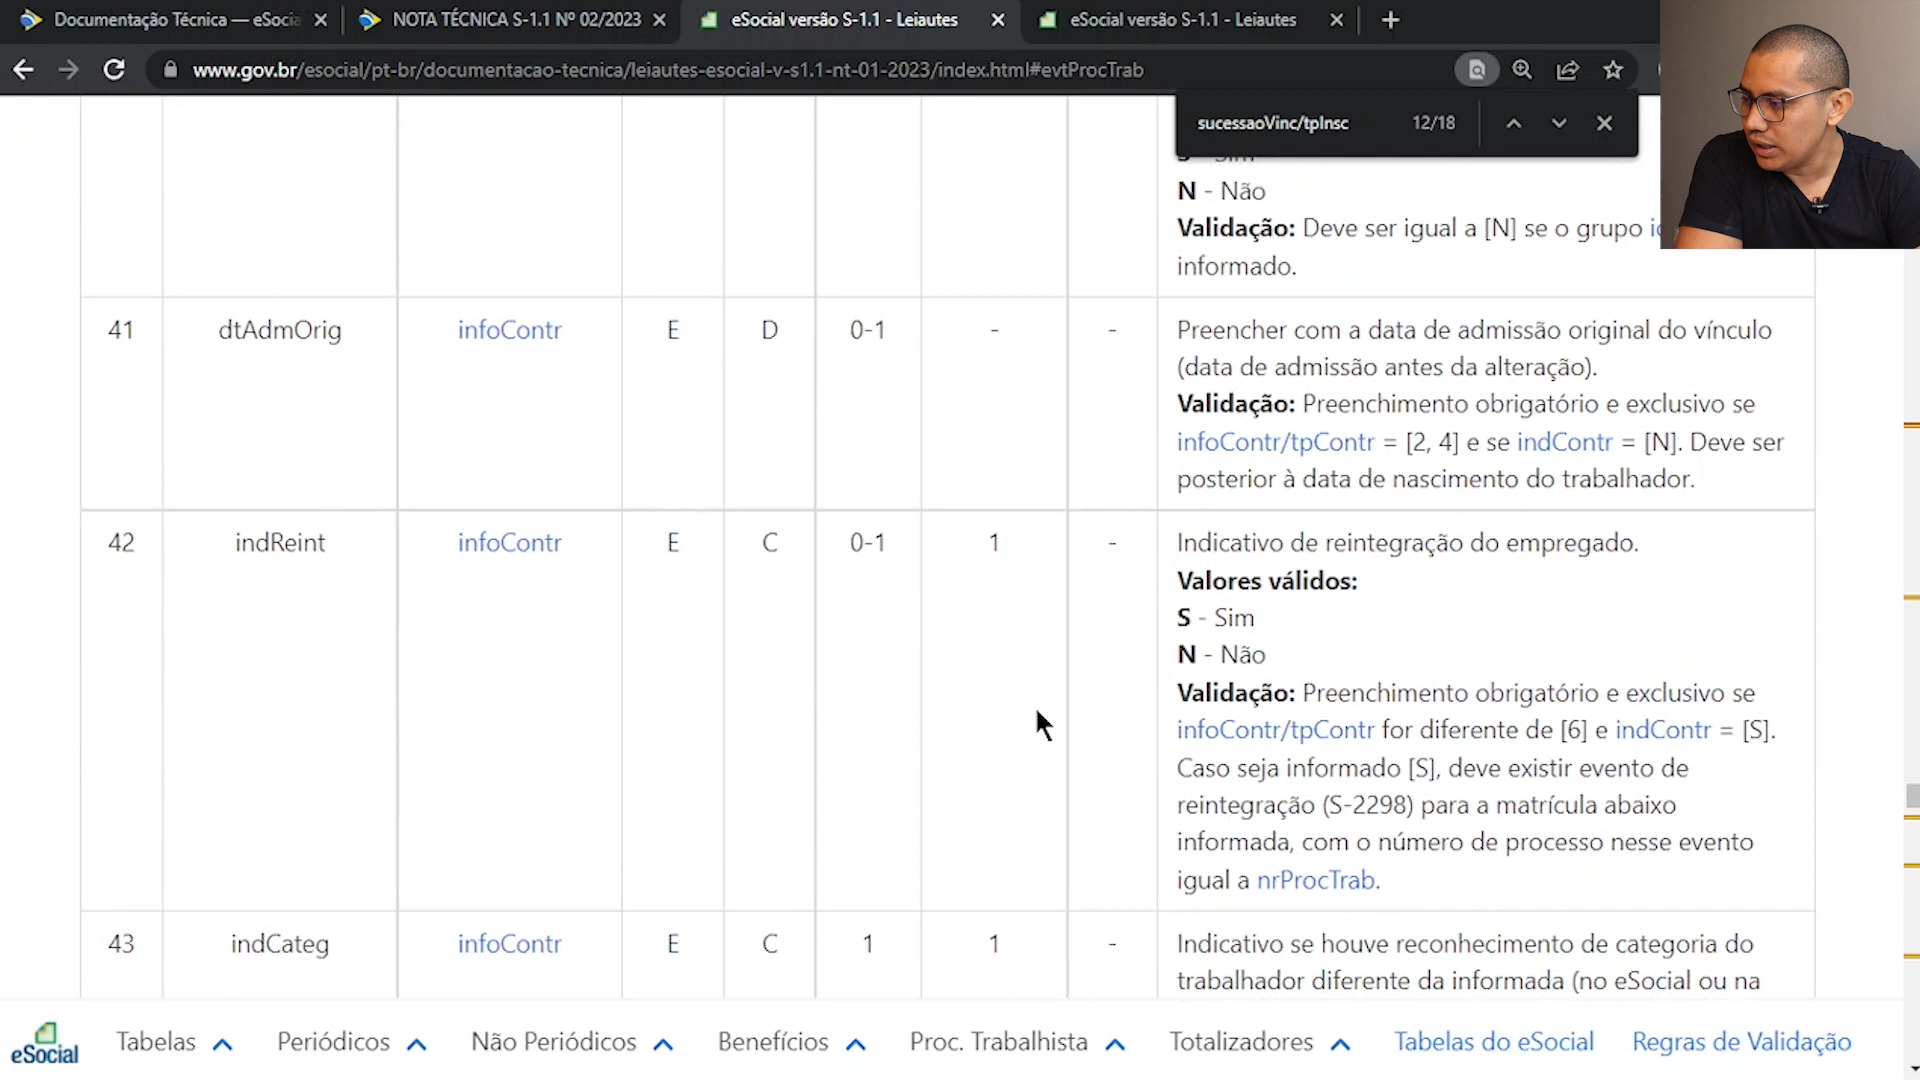 Documentação Técnica — eSocia
NOTA TÉCNICA S-1.1 Nº 02/2023
eSocial versão S-1.1 - Leiautes
eSocial versão S-1.1 - Leiautes
www.gov.br/esocial/pt-br/documentacao-tecnica/leiautes-esocial-v-s1.1-nt-01-2023/index.html#evtProcTrab
sucessaoVinc/tpInsc 12/18
S - Sim
N - Não
Validação: Deve ser igual a [N] se o grupo
informado.
41 dtAdmOrig infoContr E D 0-1 - - Preencher com a data de admissão original do vínculo
(data de admissão antes da alteração).
Validação: Preenchimento obrigatório e exclusivo se
infoContr/tpContr = [2, 4] e se indContr = [N]. Deve ser
posterior à data de nascimento do trabalhador.
42 indReint infoContr E C 0-1 1 - Indicativo de reintegração do empregado.
Valores válidos:
S - Sim
N - Não
Validação: Preenchimento obrigatório e exclusivo se
infoContr/tpContr for diferente de [6] e indContr = [S].
Caso seja informado [S], deve existir evento de
reintegração (S-2298) para a matrícula abaixo
informada, com o número de processo nesse evento
igual a nrProcTrab.
43 indCateg infoContr E C 1 1 - Indicativo se houve reconhecimento de categoria do
trabalhador diferente da informada (no eSocial ou na
eSocial Tabelas Periódicos Não Periódicos Benefícios Proc. Trabalhista Totalizadores Tabelas do eSocial Regras de Validação